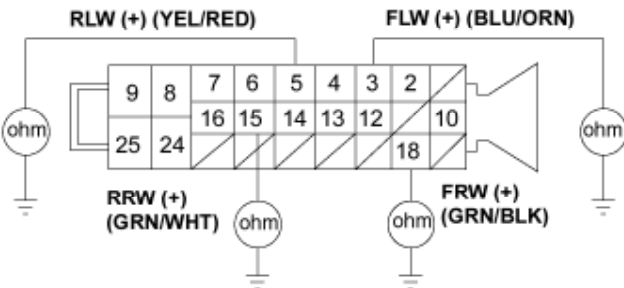 RLW (+) (YEL/RED)
FLW (+) (BLU/ORN)
9 8 7 6 5 4 3 2
16 15 14 13 12 10
25 24 18
ohm
ohm
RRW (+)
(GRN/WHT)
ohm
ohm
FRW (+)
(GRN/BLK)